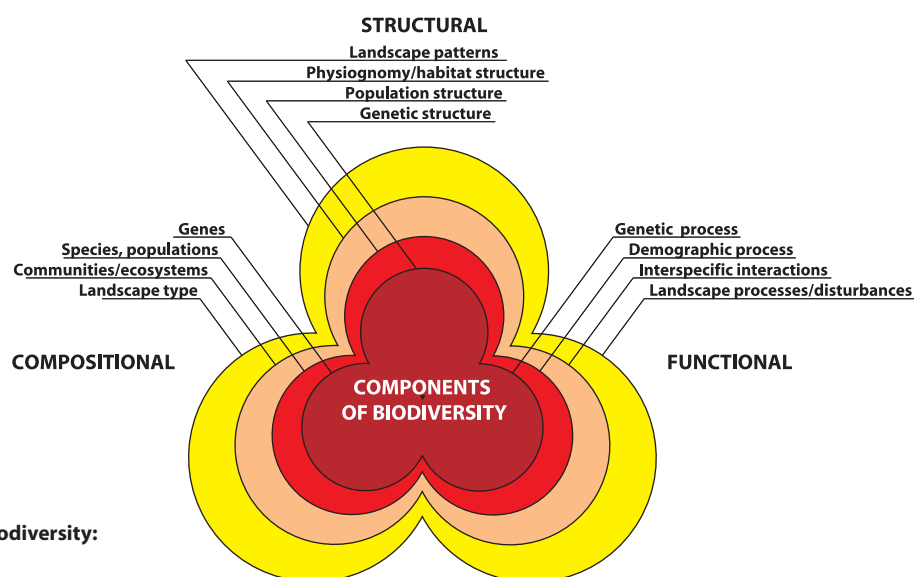 STRUCTURAL
Landscape patterns
Physiognomy/habitat structure
Population structure
Genetic structure
Genes
Species, populations
Communities/ecosystems
Landscape type
COMPOSITIONAL
Genetic process
Demographic process
Interspecific interactions
Landscape processes/disturbances
FUNCTIONAL
COMPONENTS
OF BIODIVERSITY
odiversity: